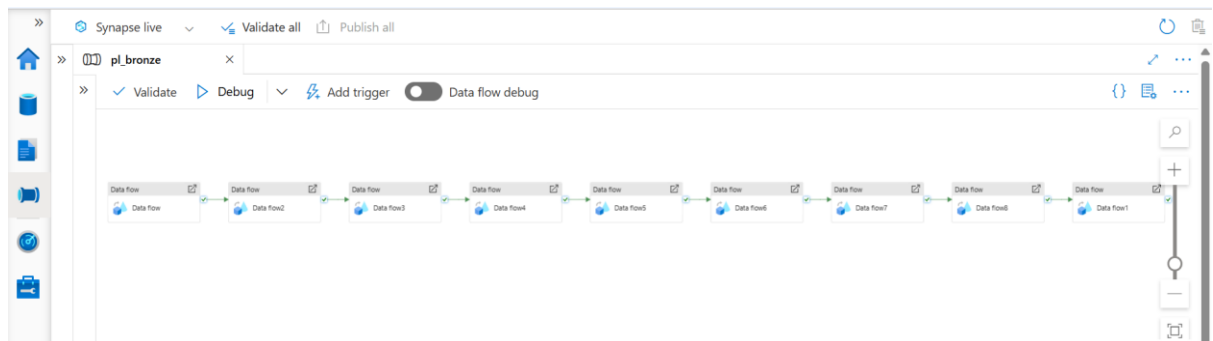 Synapse live Validate all Publish all
pl_bronze
Validate Debug Add trigger Data flow debug
{}
Data flow Data flow Data flow Data flow Data flow Data flow Data flow Data flow Data flow
Data flow Data flow2 Data flow3 Data flow4 Data flow5 Data flow6 Data flow7 Data flow8 Data flow1